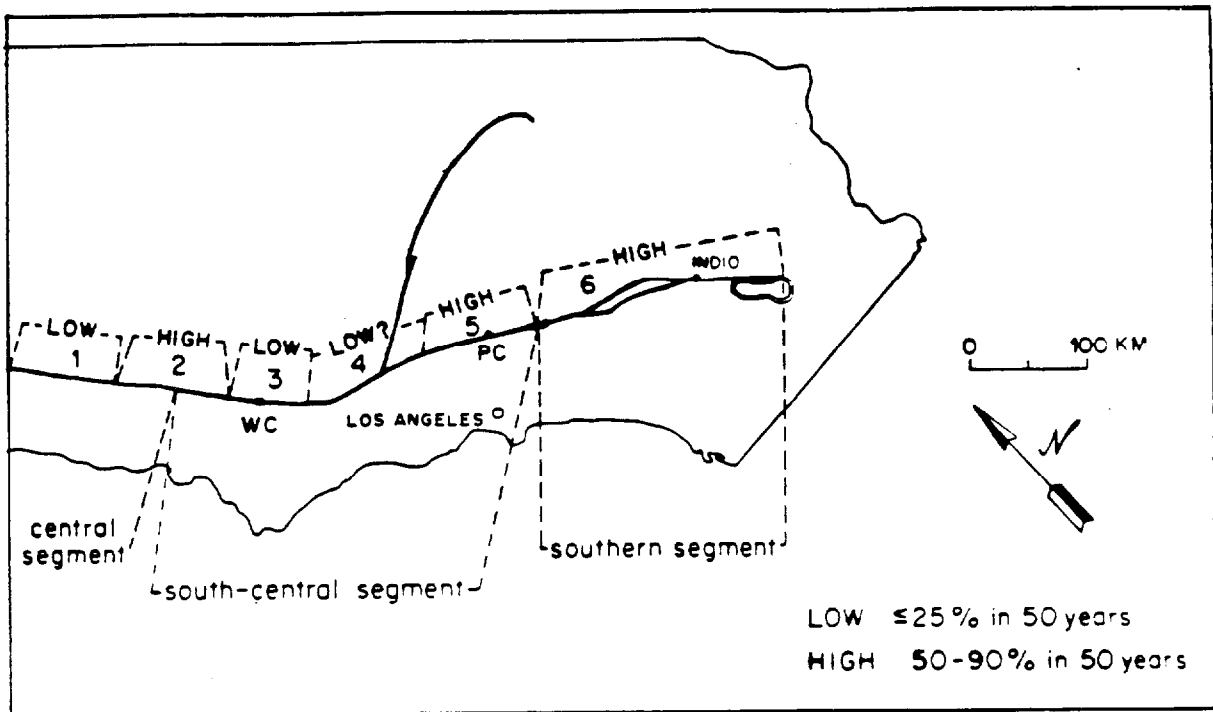 HIGH
INDIO
6
HIGH
5
PC
LOW?
4
LOW
3
HIGH
2
LOW
1
WC
LOS ANGELES
0 100 KM
N
central
segment
south-central segment
southern segment
LOW ≤25% in 50 years
HIGH 50-90% in 50 years